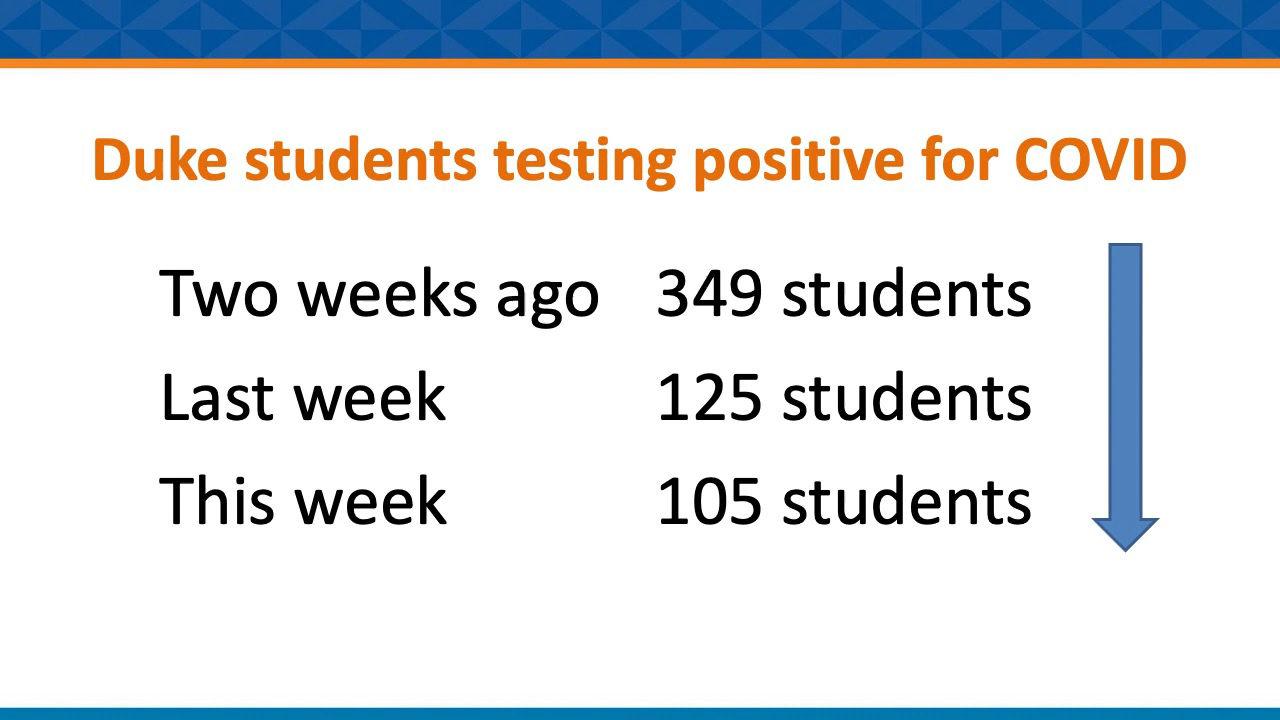 Duke students testing positive for COVID
Two weeks ago 349 students
Last week 125 students
This week 105 students